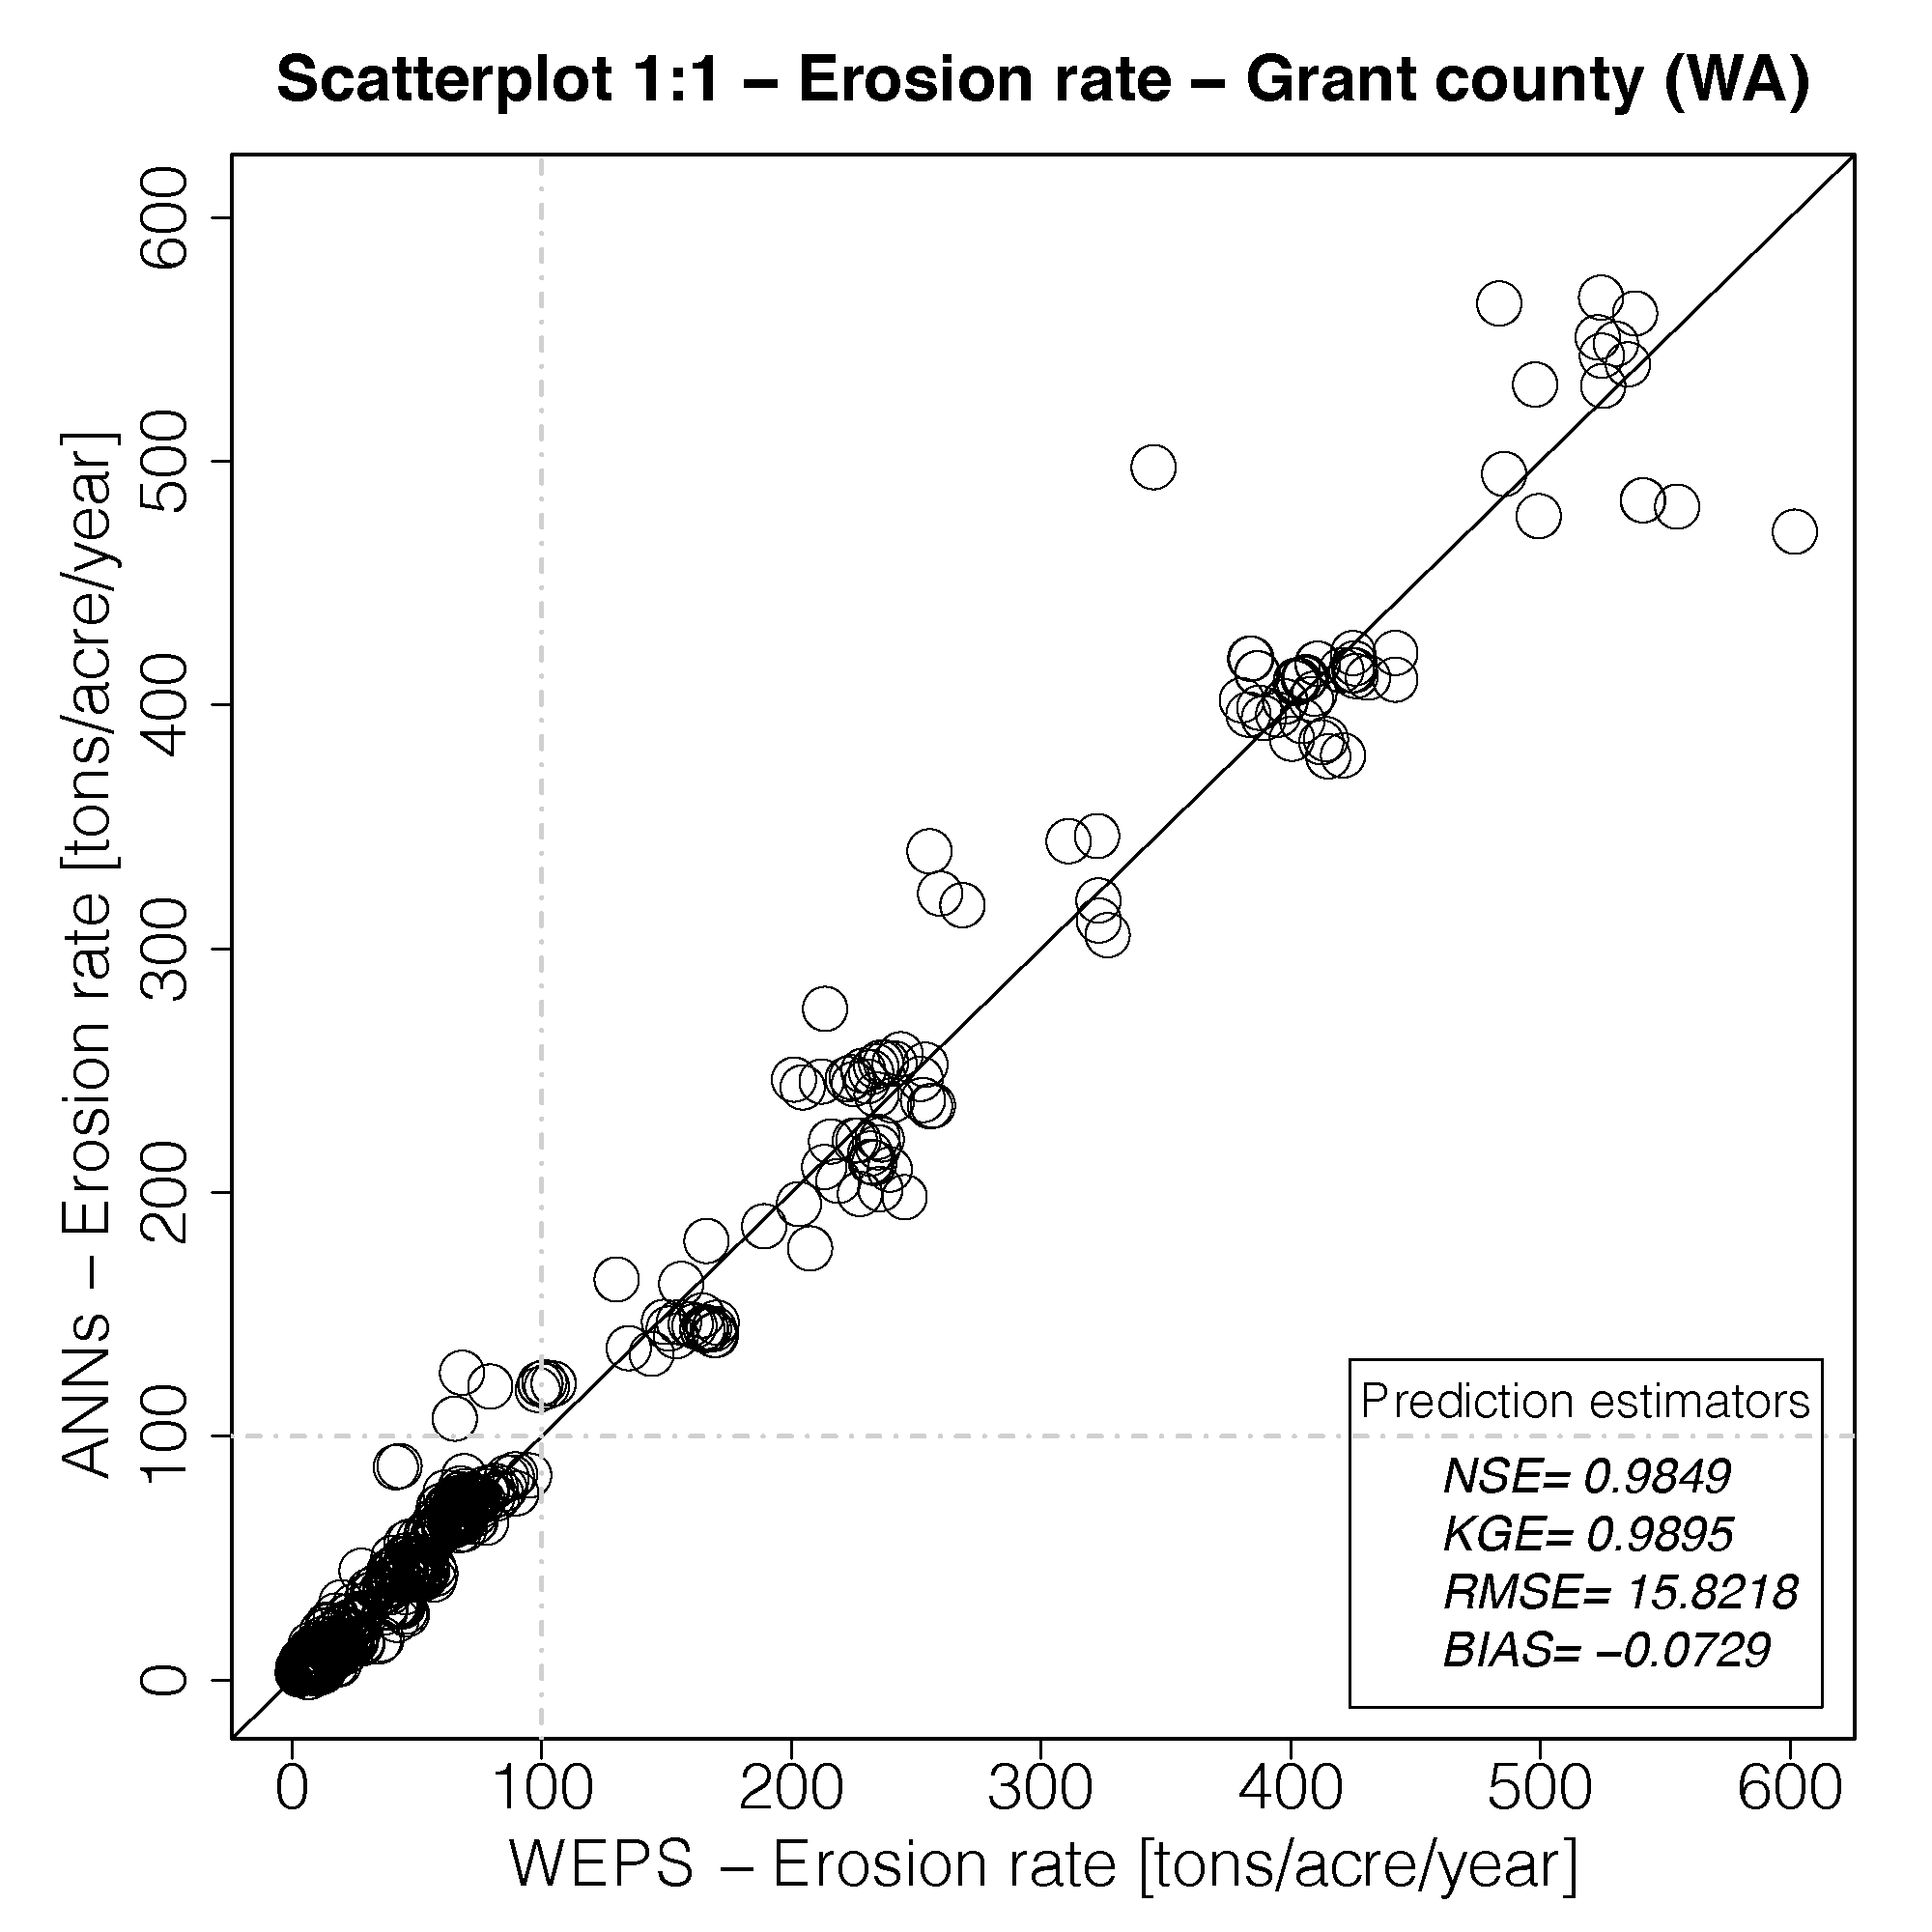 Scatterplot 1:1 – Erosion rate – Grant county (WA)
ANNs – Erosion rate [tons/acre/year]
600
500
400
300
200
100
0
Prediction estimators
NSE= 0.9849
KGE= 0.9895
RMSE= 15.8218
BIAS= −0.0729
0 100 200 300 400 500 600
WEPS – Erosion rate [tons/acre/year]